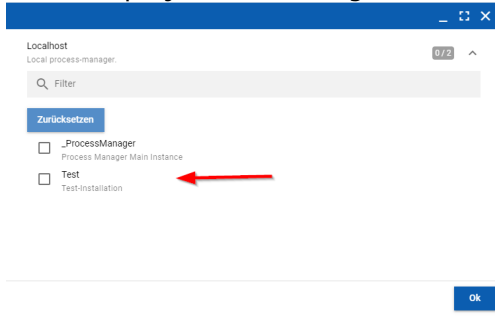 Localhost
Local process-manager.
0/2
Filter
Zurücksetzen
_ProcessManager
Process Manager Main Instance
Test
Test-Installation
Ok